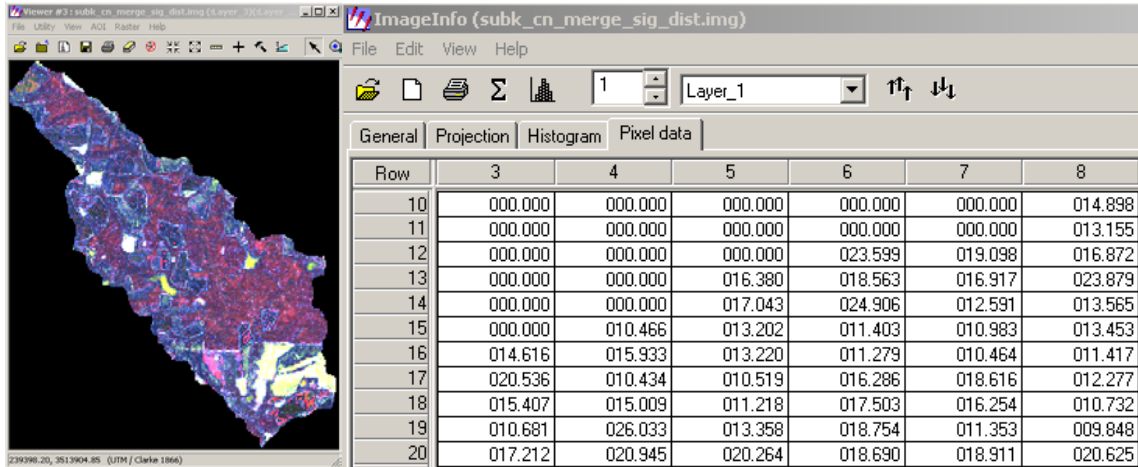 Viewer #3 : subk_cn_merge_sig_dist.img (:Layer_3)(:Layer
File Utility View AOI Raster Help
239398.20, 3513904.85 (UTM / Clarke 1866)
ImageInfo (subk_cn_merge_sig_dist.img)
File Edit View Help
Σ 1 Layer_1
General Projection Histogram Pixel data
Row 3 4 5 6 7 8
10 000.000 000.000 000.000 000.000 000.000 014.898
11 000.000 000.000 000.000 000.000 000.000 013.155
12 000.000 000.000 000.000 023.599 019.098 016.872
13 000.000 000.000 016.380 018.563 016.917 023.879
14 000.000 000.000 017.043 024.906 012.591 013.565
15 000.000 010.466 013.202 011.403 010.983 013.453
16 014.616 015.933 013.220 011.279 010.464 011.417
17 020.536 010.434 010.519 016.286 018.616 012.277
18 015.407 015.009 011.218 017.503 016.254 010.732
19 010.681 026.033 013.358 018.754 011.353 009.848
20 017.212 020.945 020.264 018.690 018.911 020.625